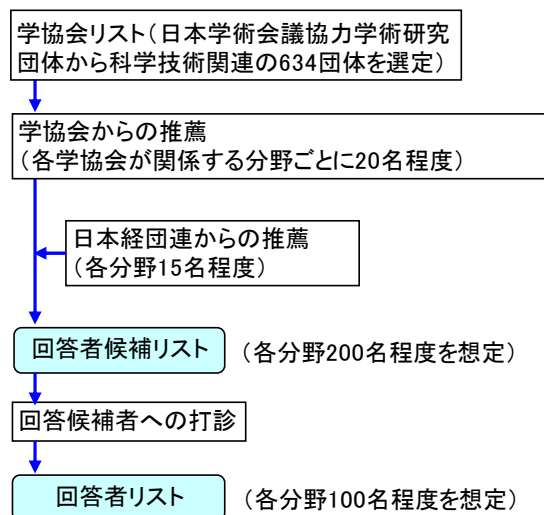 学協会リスト（日本学術会議協力学術研究
団体から科学技術関連の634団体を選定）
学協会からの推薦
（各学協会が関係する分野ごとに20名程度）
日本経団連からの推薦
（各分野15名程度）
回答者候補リスト （各分野200名程度を想定）
回答候補者への打診
回答者リスト （各分野100名程度を想定）